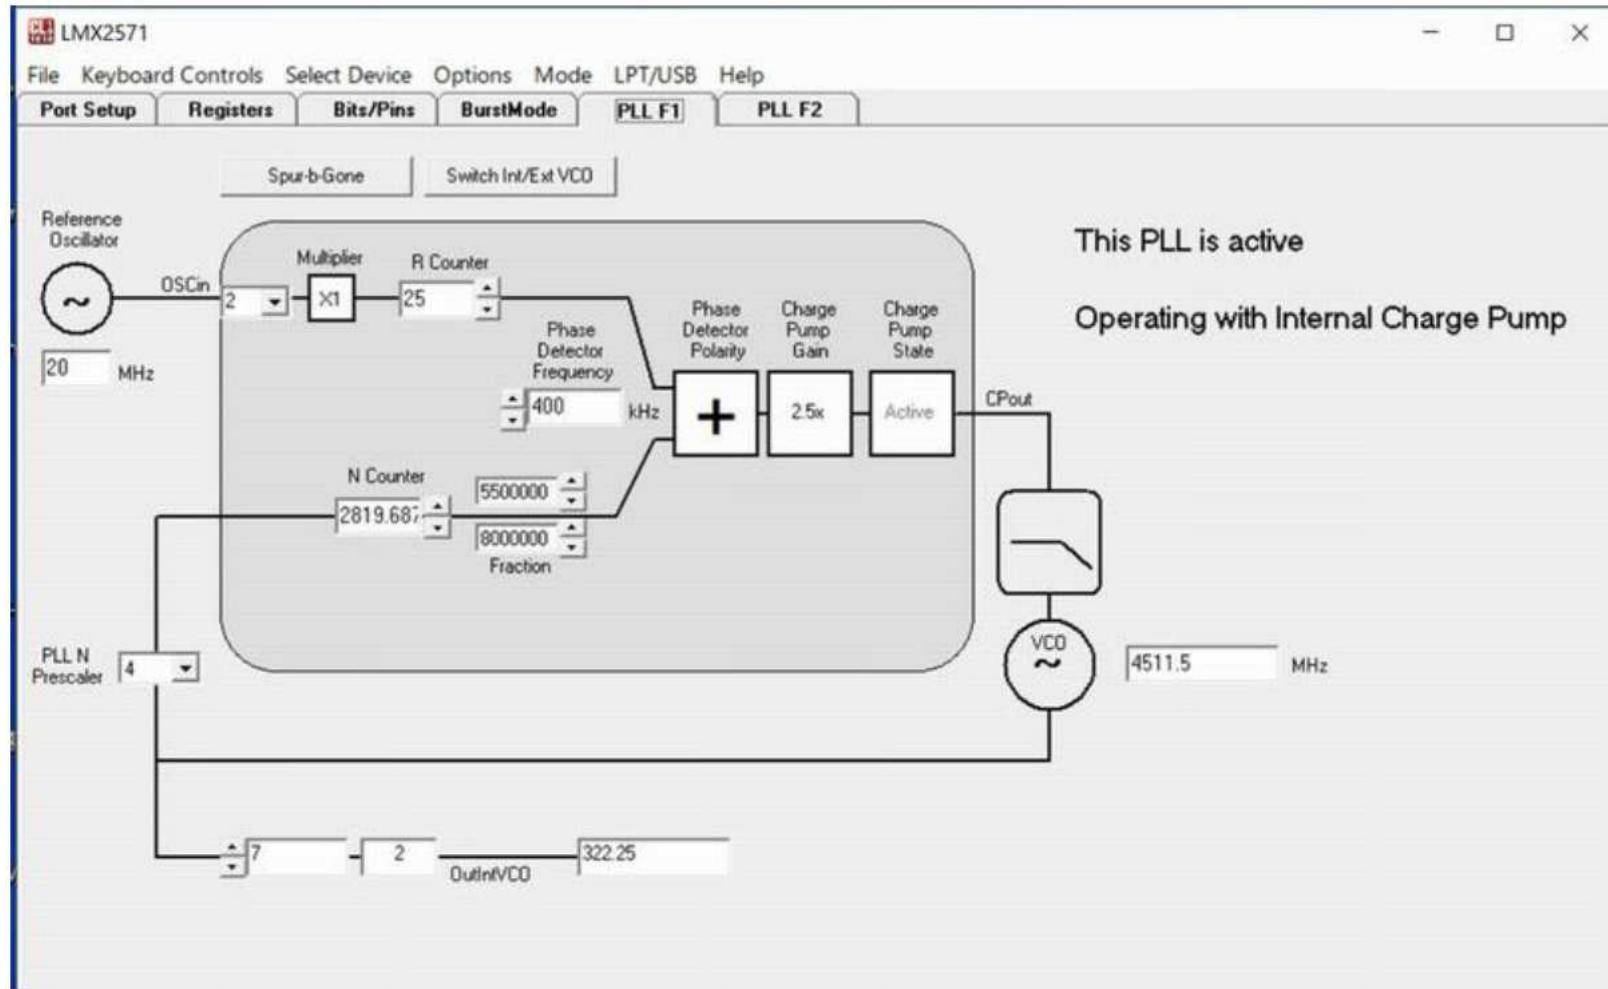 LMX2571
File Keyboard Controls Select Device Options Mode LPT/USB Help
Port Setup Registers Bits/Pins BurstMode PLL F1 PLL F2
Spur-b-Gone Switch Int/Ext VCO
Reference
Oscillator
20 MHz
OSCin
2
Multiplier
X1
R Counter
25
Phase
Detector
Frequency
400 kHz
Phase
Detector
Polarity
+
Charge
Pump
Gain
2.5x
Charge
Pump
State
Active
CPout
This PLL is active
Operating with Internal Charge Pump
N Counter
2819.687
5500000
8000000
Fraction
PLL N
Prescaler
4
VCO
4511.5 MHz
7 2 322.25
OutIntVCO